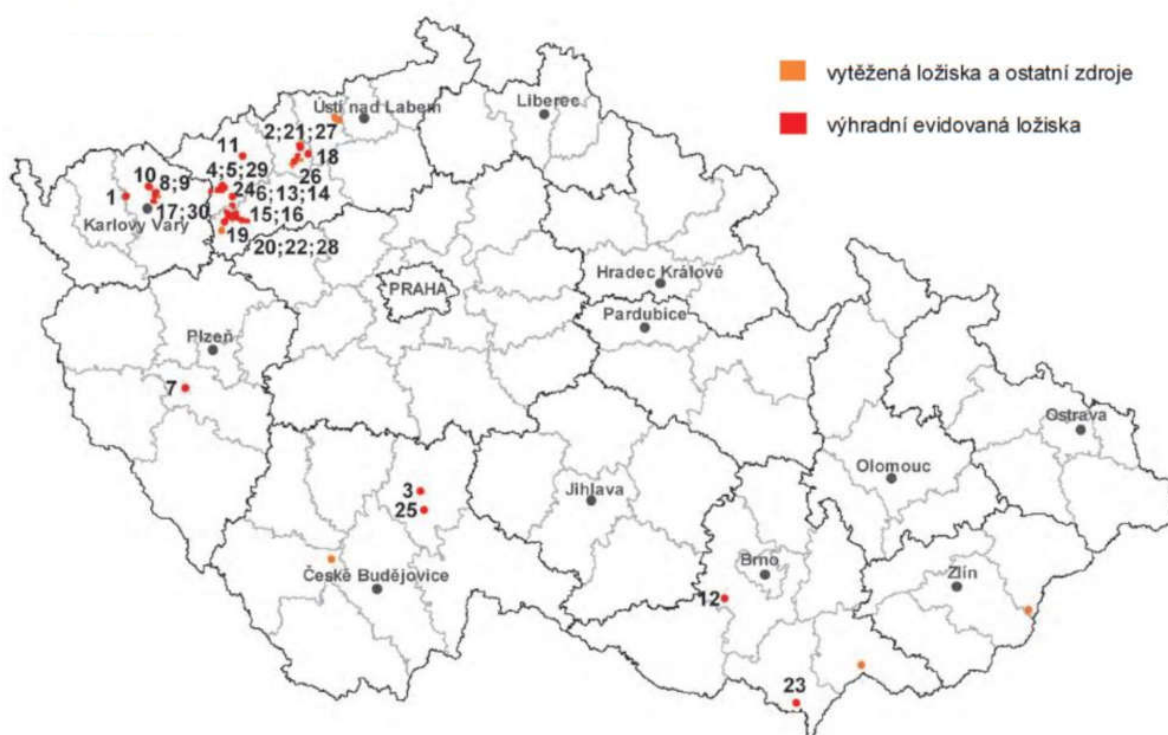 vytěžená ložiska a ostatní zdroje
výhradní evidovaná ložiska
Ústí nad Labem
Liberec
2;21;27
11
18
4;5;29
26
10
8;9
24
6;13;14
1
17;30
15;16
Karlovy Vary
19
20;22;28
Hradec Králové
PRAHA
Pardubice
Plzeň
7
Ostrava
Olomouc
3
Jihlava
25
Brno
České Budějovice
Zlín
12
23